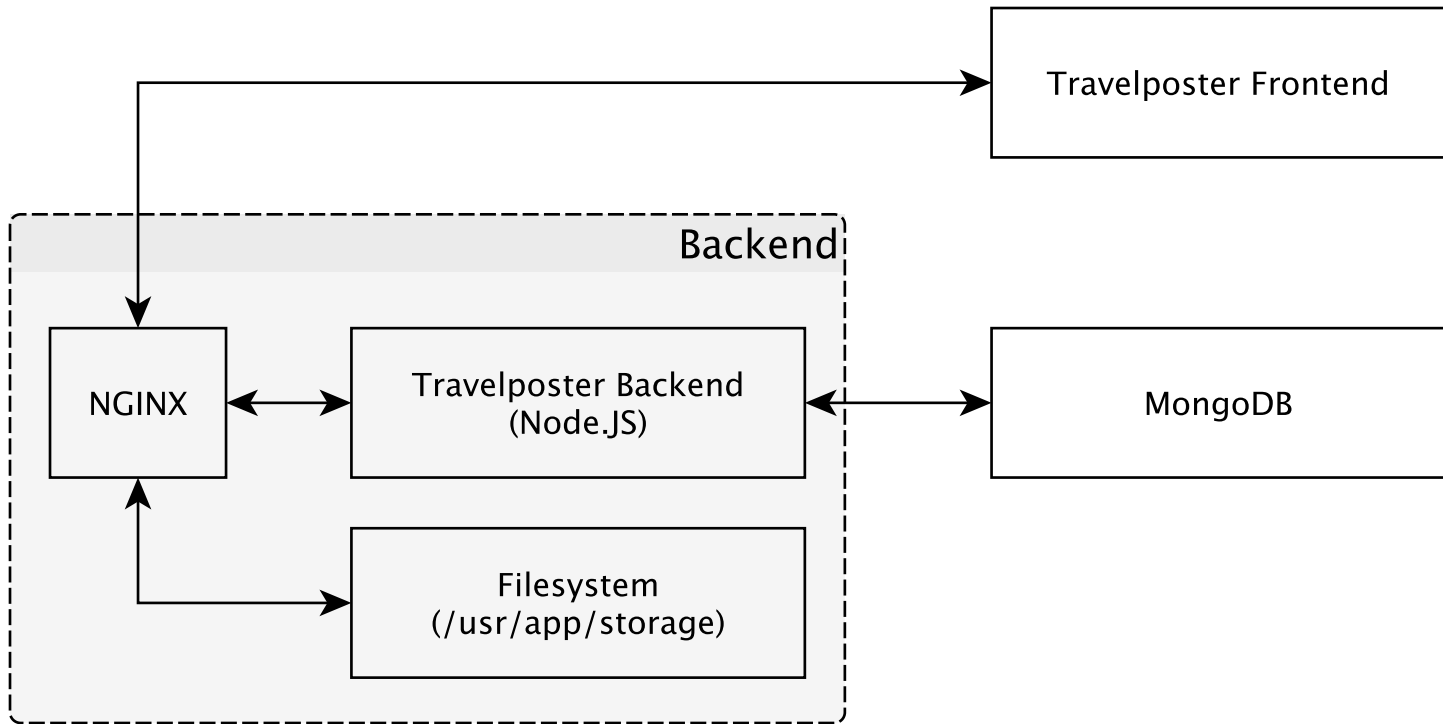 Travelposter Frontend
Backend
NGINX
Travelposter Backend
(Node.JS)
MongoDB
Filesystem
(/usr/app/storage)